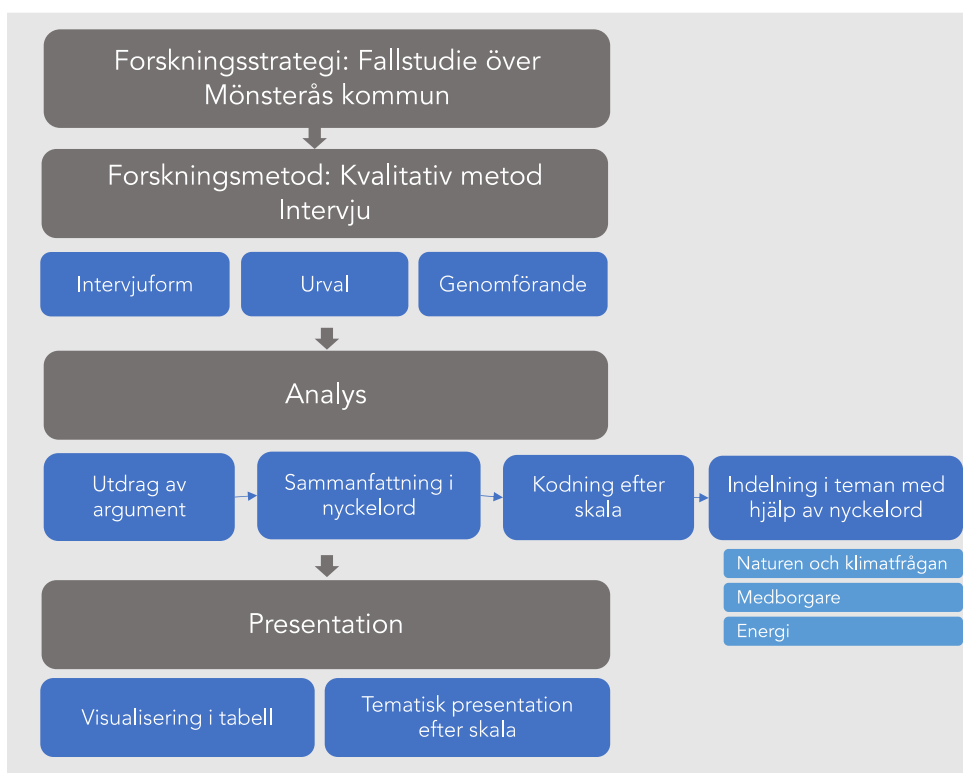 Forskningsstrategi: Fallstudie över
Mönsterås kommun
Forskningsmetod: Kvalitativ metod
Intervju
Intervjuform
Urval
Genomförande
Analys
Utdrag av
argument
Sammanfattning i
nyckelord
Kodning efter
skala
Indelning i teman med
hjälp av nyckelord
Naturen och klimatfrågan
Medborgare
Energi
Presentation
Visualisering i tabell
Tematisk presentation
efter skala